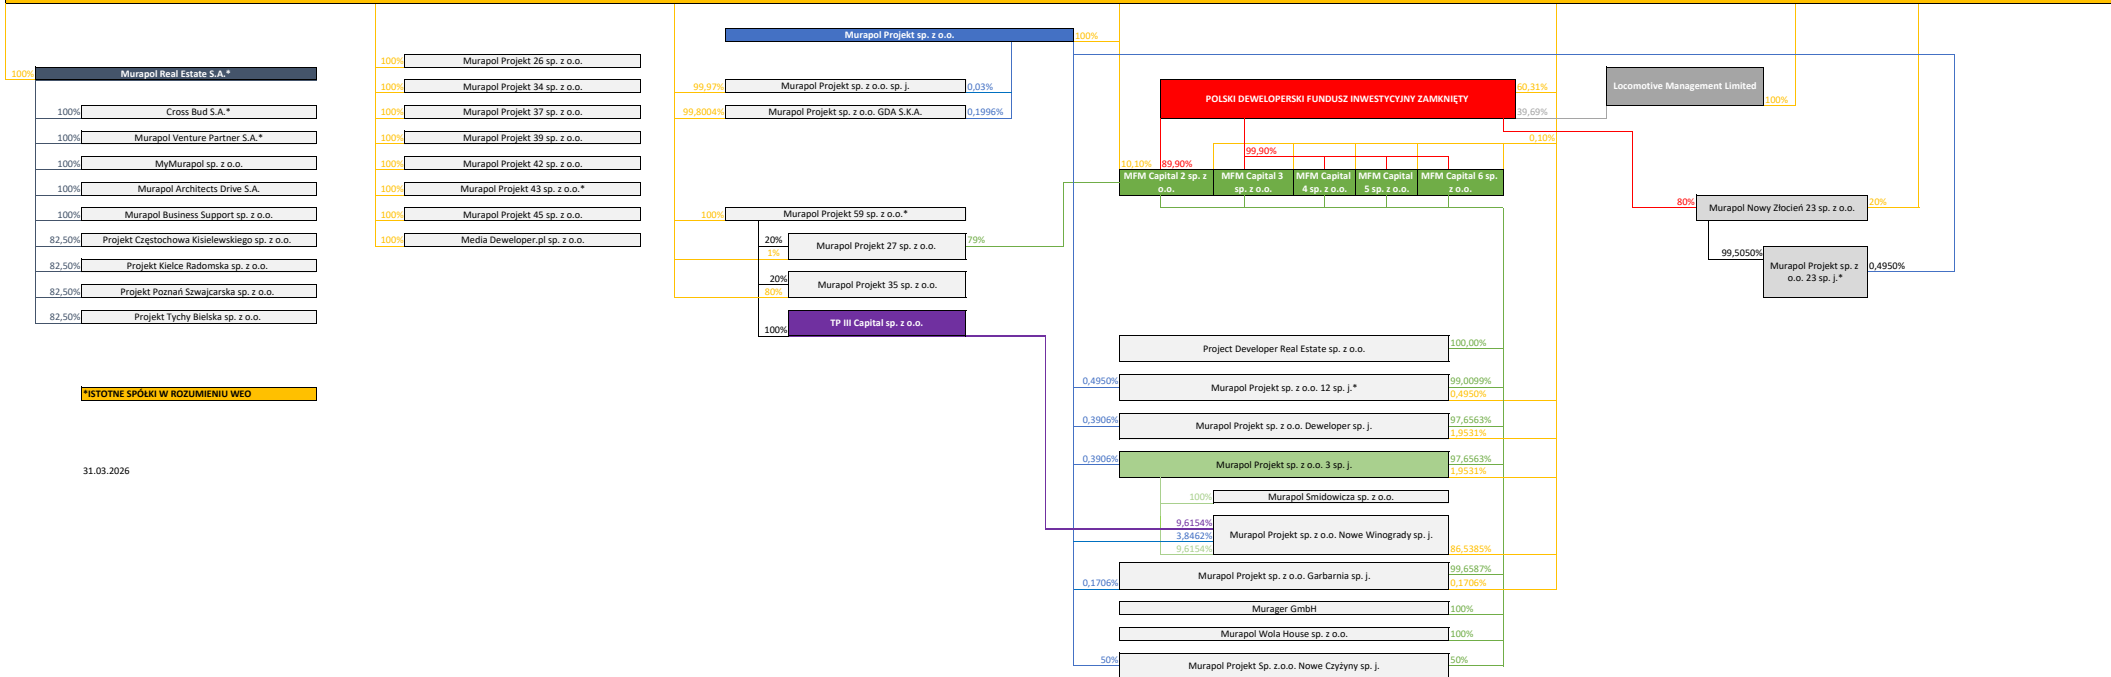 Murapol Projekt sp. z o.o.
100%
100%
Murapol Real Estate S.A.*
100%
Cross Bud S.A.*
100%
Murapol Venture Partner S.A.*
100%
MyMurapol sp. z o.o.
100%
Murapol Architects Drive S.A.
100%
Murapol Business Support sp. z o.o.
82,50%
Projekt Częstochowa Kisielewskiego sp. z o.o.
82,50%
Projekt Kielce Radomska sp. z o.o.
82,50%
Projekt Poznań Szwajcarska sp. z o.o.
82,50%
Projekt Tychy Bielska sp. z o.o.
*ISTOTNE SPÓŁKI W ROZUMIENIU WEO
31.03.2026
100%
Murapol Projekt 26 sp. z o.o.
100%
Murapol Projekt 34 sp. z o.o.
100%
Murapol Projekt 37 sp. z o.o.
100%
Murapol Projekt 39 sp. z o.o.
100%
Murapol Projekt 42 sp. z o.o.
100%
Murapol Projekt 43 sp. z o.o.*
100%
Murapol Projekt 45 sp. z o.o.
100%
Media Deweloper.pl sp. z o.o.
99,97%
Murapol Projekt sp. z o.o. sp. j.
0,03%
99,8004%
Murapol Projekt sp. z o.o. GDA S.K.A.
0,1996%
100%
Murapol Projekt 59 sp. z o.o.*
20%
1%
Murapol Projekt 27 sp. z o.o.
79%
20%
80%
Murapol Projekt 35 sp. z o.o.
100%
TP III Capital sp. z o.o.
POLSKI DEWELOPERSKI FUNDUSZ INWESTYCYJNY ZAMKNIĘTY
60,31%
39,69%
0,10%
Locomotive Management Limited
100%
10,10%
89,90%
99,90%
MFM Capital 2 sp. z
o.o.
MFM Capital 3
sp. z o.o.
MFM Capital
4 sp. z o.o.
MFM Capital
5 sp. z o.o.
MFM Capital 6 sp.
z o.o.
80%
Murapol Nowy Złocień 23 sp. z o.o.
20%
99,5050%
Murapol Projekt sp. z
o.o. 23 sp. j.*
0,4950%
Project Developer Real Estate sp. z o.o.
100,00%
0,4950%
Murapol Projekt sp. z o.o. 12 sp. j.*
99,0099%
0,4950%
0,3906%
Murapol Projekt sp. z o.o. Deweloper sp. j.
97,6563%
1,9531%
0,3906%
Murapol Projekt sp. z o.o. 3 sp. j.
97,6563%
1,9531%
100%
Murapol Smidowicza sp. z o.o.
9,6154%
3,8462%
9,6154%
Murapol Projekt sp. z o.o. Nowe Winogrady sp. j.
86,5385%
0,1706%
Murapol Projekt sp. z o.o. Garbarnia sp. j.
99,6587%
0,1706%
Murager GmbH
100%
Murapol Wola House sp. z o.o.
100%
50%
Murapol Projekt Sp. z.o.o. Nowe Czyżyny sp. j.
50%